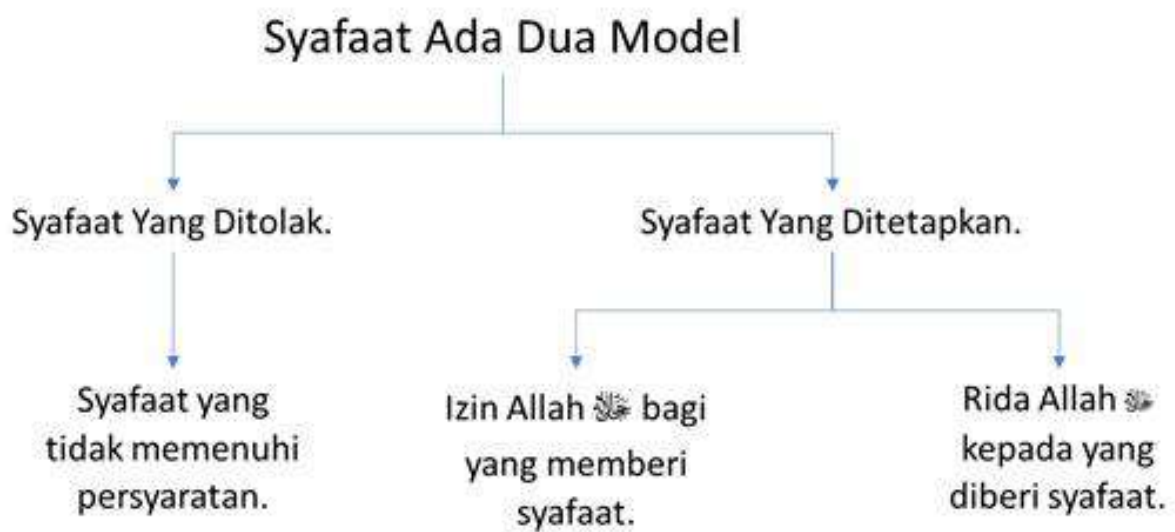 Syafaat Ada Dua Model
Syafaat Yang Ditolak.
Syafaat Yang Ditetapkan.
Syafaat yang
tidak memenuhi
persyaratan.
Izin Allah ﷻ bagi
yang memberi
syafaat.
Rida Allah ﷻ
kepada yang
diberi syafaat.